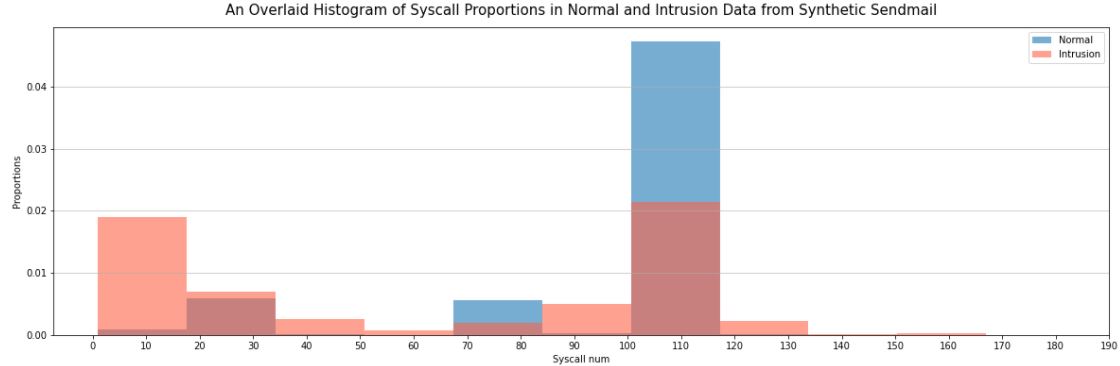 An Overlaid Histogram of Syscall Proportions in Normal and Intrusion Data from Synthetic Sendmail
Normal
Intrusion
0.04
0.03
0.02
0.01
0.00
Proportions
0 10 20 30 40 50 60 70 80 90 100 110 120 130 140 150 160 170 180 190
Syscall num